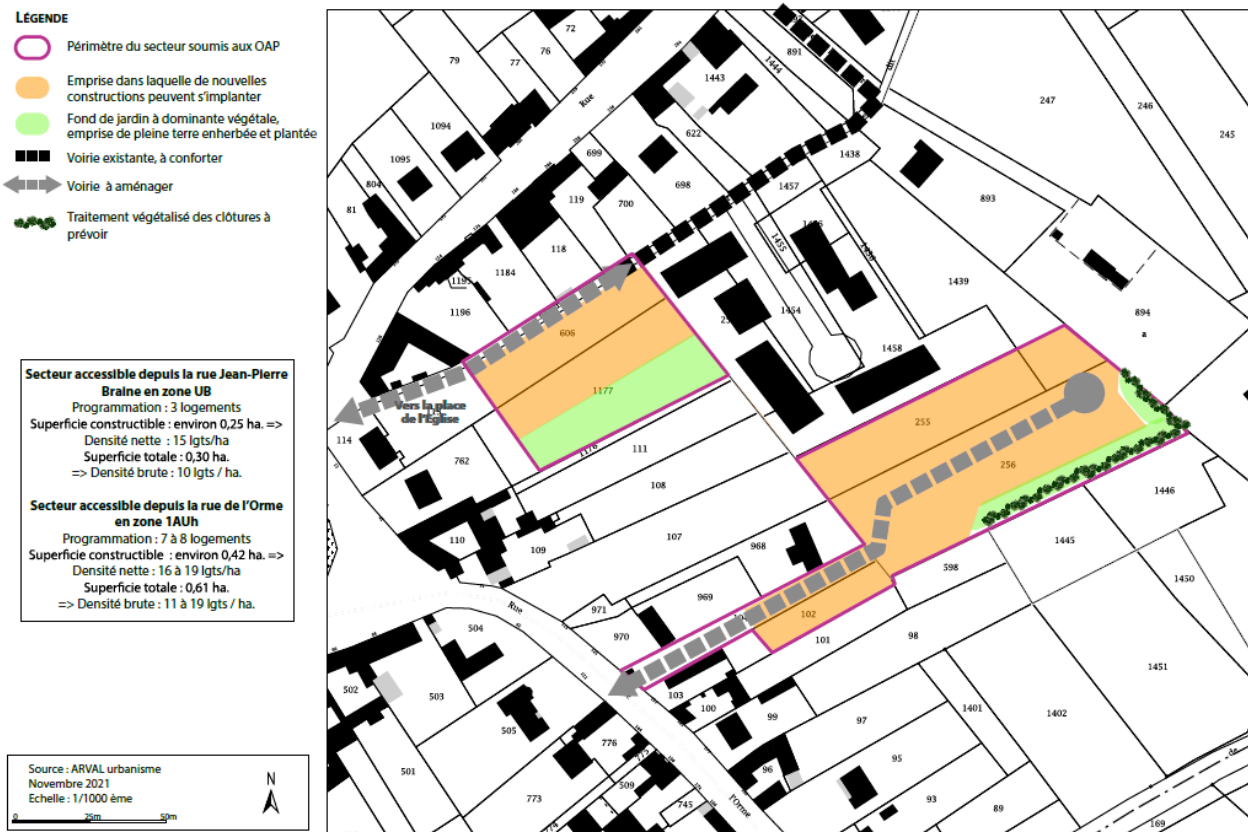 LÉGENDE
Périmètre du secteur soumis aux OAP
Emprise dans laquelle de nouvelles
constructions peuvent s'implanter
Fond de jardin à dominante végétale,
emprise de pleine terre enherbée et plantée
Voirie existante, à conforter
Voirie à aménager
Traitement végétalisé des clôtures à
prévoir
Secteur accessible depuis la rue Jean-Pierre
Braine en zone UB
Programmation : 3 logements
Superficie constructible : environ 0,25 ha. =>
Densité nette : 15 lgts/ha
Superficie totale : 0,30 ha.
=> Densité brute : 10 lgts / ha.
Secteur accessible depuis la rue de l'Orme
en zone 1AUh
Programmation : 7 à 8 logements
Superficie constructible : environ 0,42 ha. =>
Densité nette : 16 à 19 lgts/ha
Superficie totale : 0,61 ha.
=> Densité brute : 11 à 19 lgts / ha.
Source : ARVAL urbanisme
Novembre 2021
Echelle : 1/1000 ème
0 25m 50m
N
72
76
77
79
1094
1095
804
81
Rue
1443
1444
891
622
699
119
698
700
118
1184
1195
1196
1457
1438
1455
1454
1458
1439
893
247
246
245
894
a
606
1177
Vers la place
de l'Église
114
762
1176
111
108
107
110
109
255
256
1446
1445
1450
1451
968
969
971
970
598
102
101
98
103
100
99
97
95
96
93
89
1401
1402
Rue
504
502
503
505
501
776
773
509
745
l'Orme
de
169